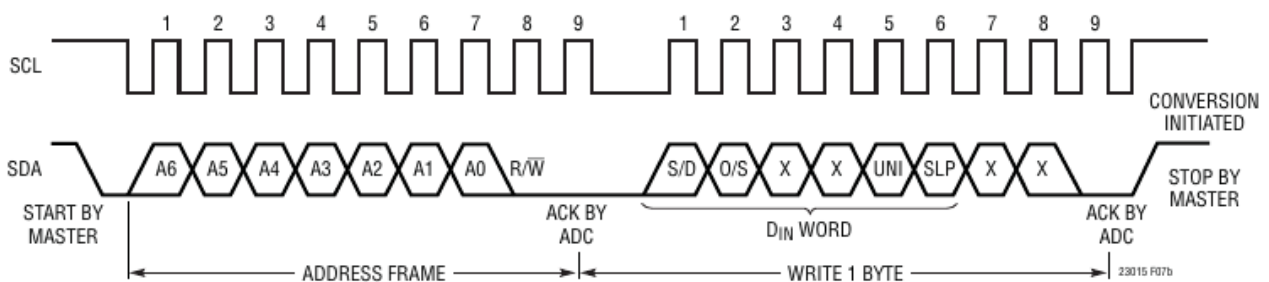 1 2 3 4 5 6 7 8 9 1 2 3 4 5 6 7 8 9
SCL
CONVERSION
INITIATED
SDA A6 A5 A4 A3 A2 A1 A0 R/W̅ S/D O/S X X UNI SLP X X
START BY
MASTER
ACK BY
ADC
DIN WORD
ACK BY
ADC
STOP BY
MASTER
ADDRESS FRAME
WRITE 1 BYTE
23015 F07b